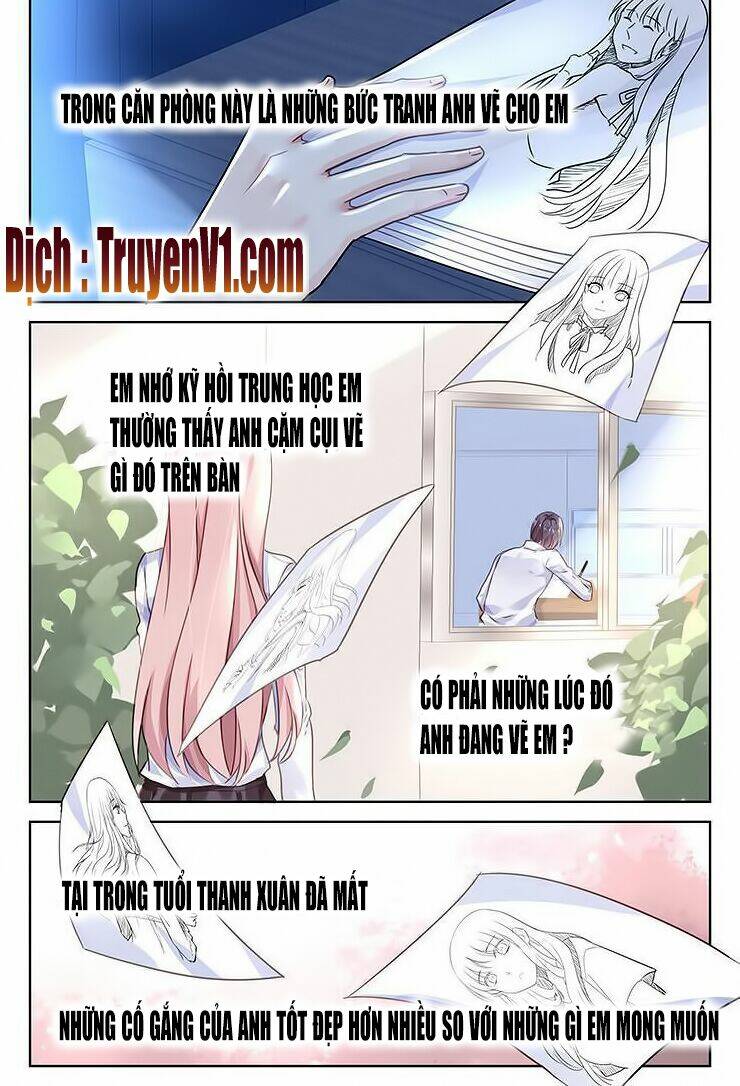 TRONG CĂN PHÒNG NÀY LÀ NHỮNG BỨC TRANH ANH VẼ CHO EM
Dịch : TruyenV1.com
EM NHỚ KỸ HỒI TRUNG HỌC EM
THƯỜNG THẤY ANH CẶM CỤI VẼ
GÌ ĐÓ TRÊN BÀN
CÓ PHẢI NHỮNG LÚC ĐÓ
ANH ĐANG VẼ EM ?
TẠI TRONG TUỔI THANH XUÂN ĐÃ MẤT
NHỮNG CỐ GẮNG CỦA ANH TỐT ĐẸP HƠN NHIỀU SO VỚI NHỮNG GÌ EM MONG MUỐN